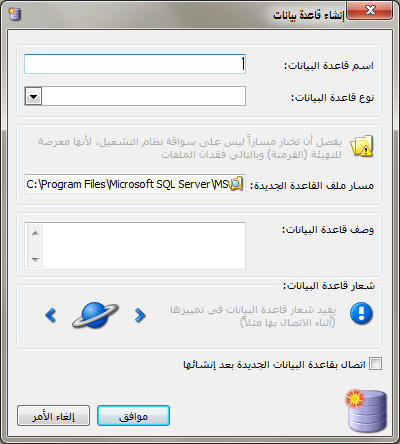 إنشاء قاعدة بيانات
اسم قاعدة البيانات:
نوع قاعدة البيانات:
يفضل أن تختار مساراً ليس على سواقة نظام التشغيل، لأنها معرضة
للتهيئة (الفرمتة) وبالتالي فقدان الملفات
مسار ملف القاعدة الجديدة:
C:\Program Files\Microsoft SQL Server\MS
وصف قاعدة البيانات:
شعار قاعدة البيانات:
يفيد شعار قاعدة البيانات في تمييزها
(أثناء الاتصال بها مثلاً)
اتصال بقاعدة البيانات الجديدة بعد إنشائها
موافق
إلغاء الأمر